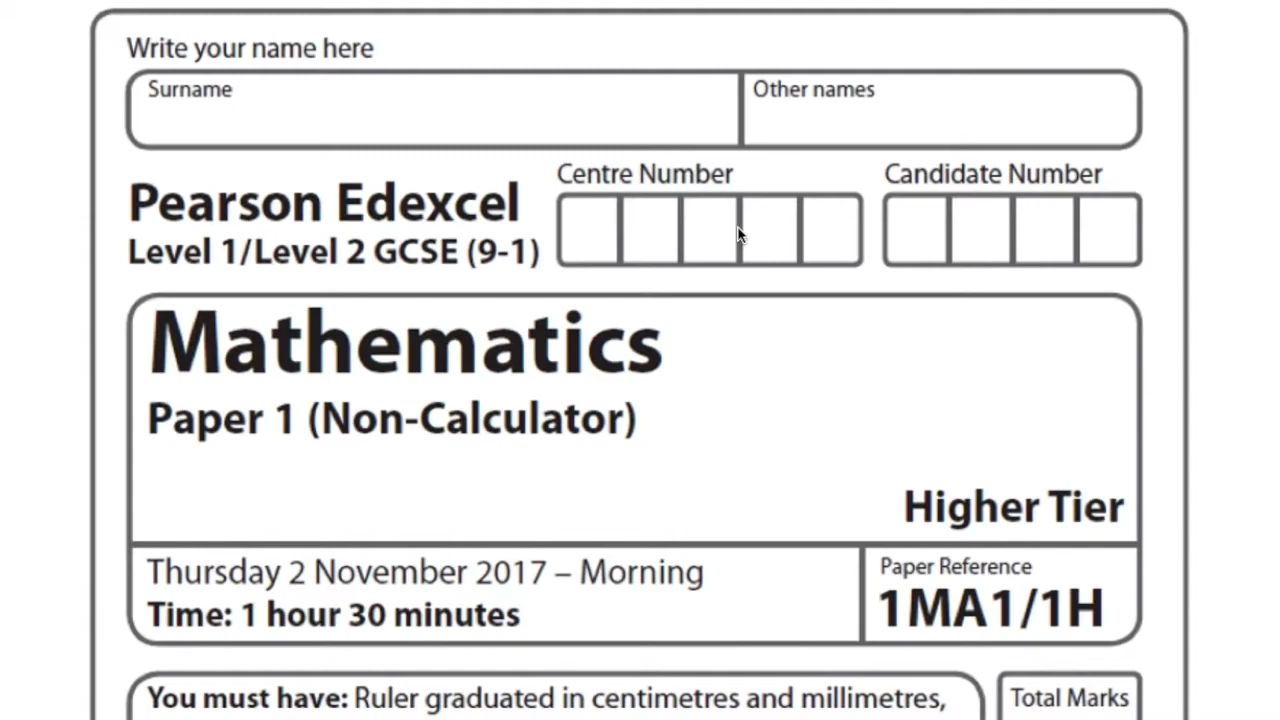 Write your name here
Surname
Other names
Centre Number
Candidate Number
Pearson Edexcel
Level 1/Level 2 GCSE (9-1)
Mathematics
Paper 1 (Non-Calculator)
Higher Tier
Thursday 2 November 2017 – Morning
Time: 1 hour 30 minutes
Paper Reference
1MA1/1H
You must have: Ruler graduated in centimetres and millimetres,
Total Marks